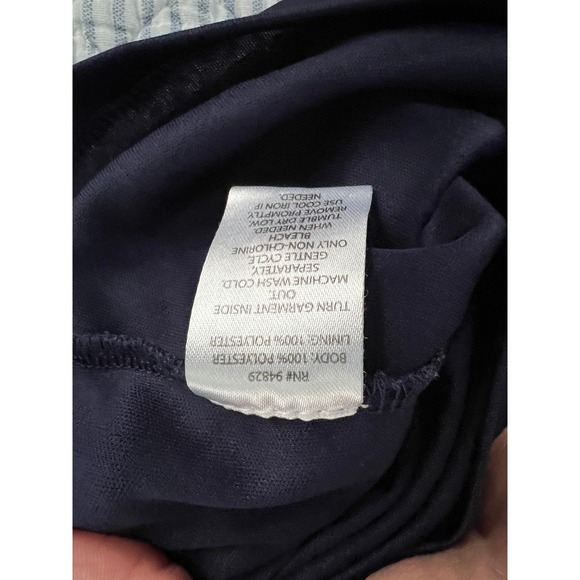 RN# 94829
BODY: 100% POLYESTER
LINING: 100% POLYESTER
TURN GARMENT INSIDE
OUT.
MACHINE WASH COLD.
SEPARATELY,
GENTLE CYCLE.
ONLY NON-CHLORINE
BLEACH
WHEN NEEDED.
TUMBLE DRY LOW.
REMOVE PROMPTLY.
USE COOL IRON IF
NEEDED.